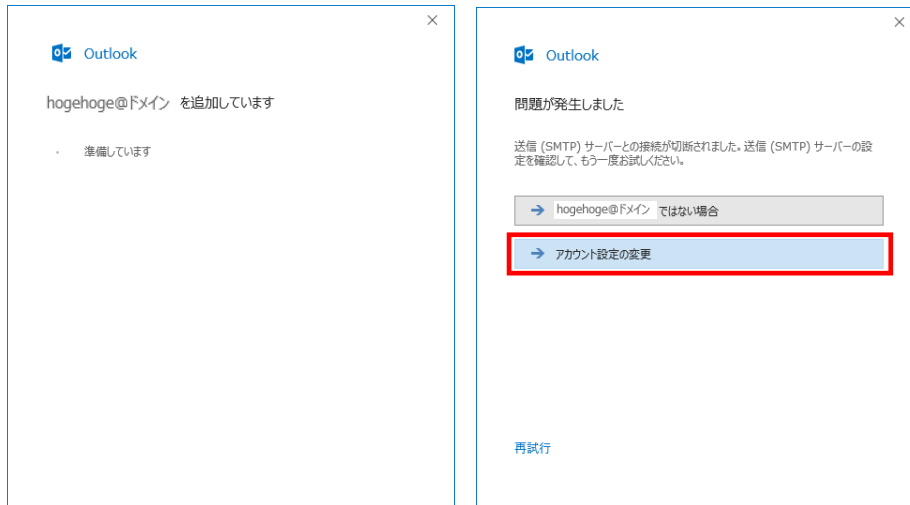 Outlook
hogehoge@ドメイン を追加しています
準備しています
Outlook
問題が発生しました
送信 (SMTP) サーバーとの接続が切断されました。送信 (SMTP) サーバーの設
定を確認して、もう一度お試しください。
hogehoge@ドメイン ではない場合
アカウント設定の変更
再試行